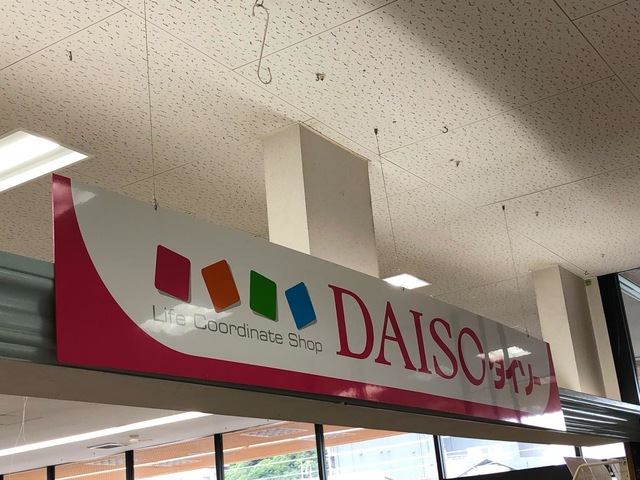 Life Coordinate Shop
DAISO ダイソー